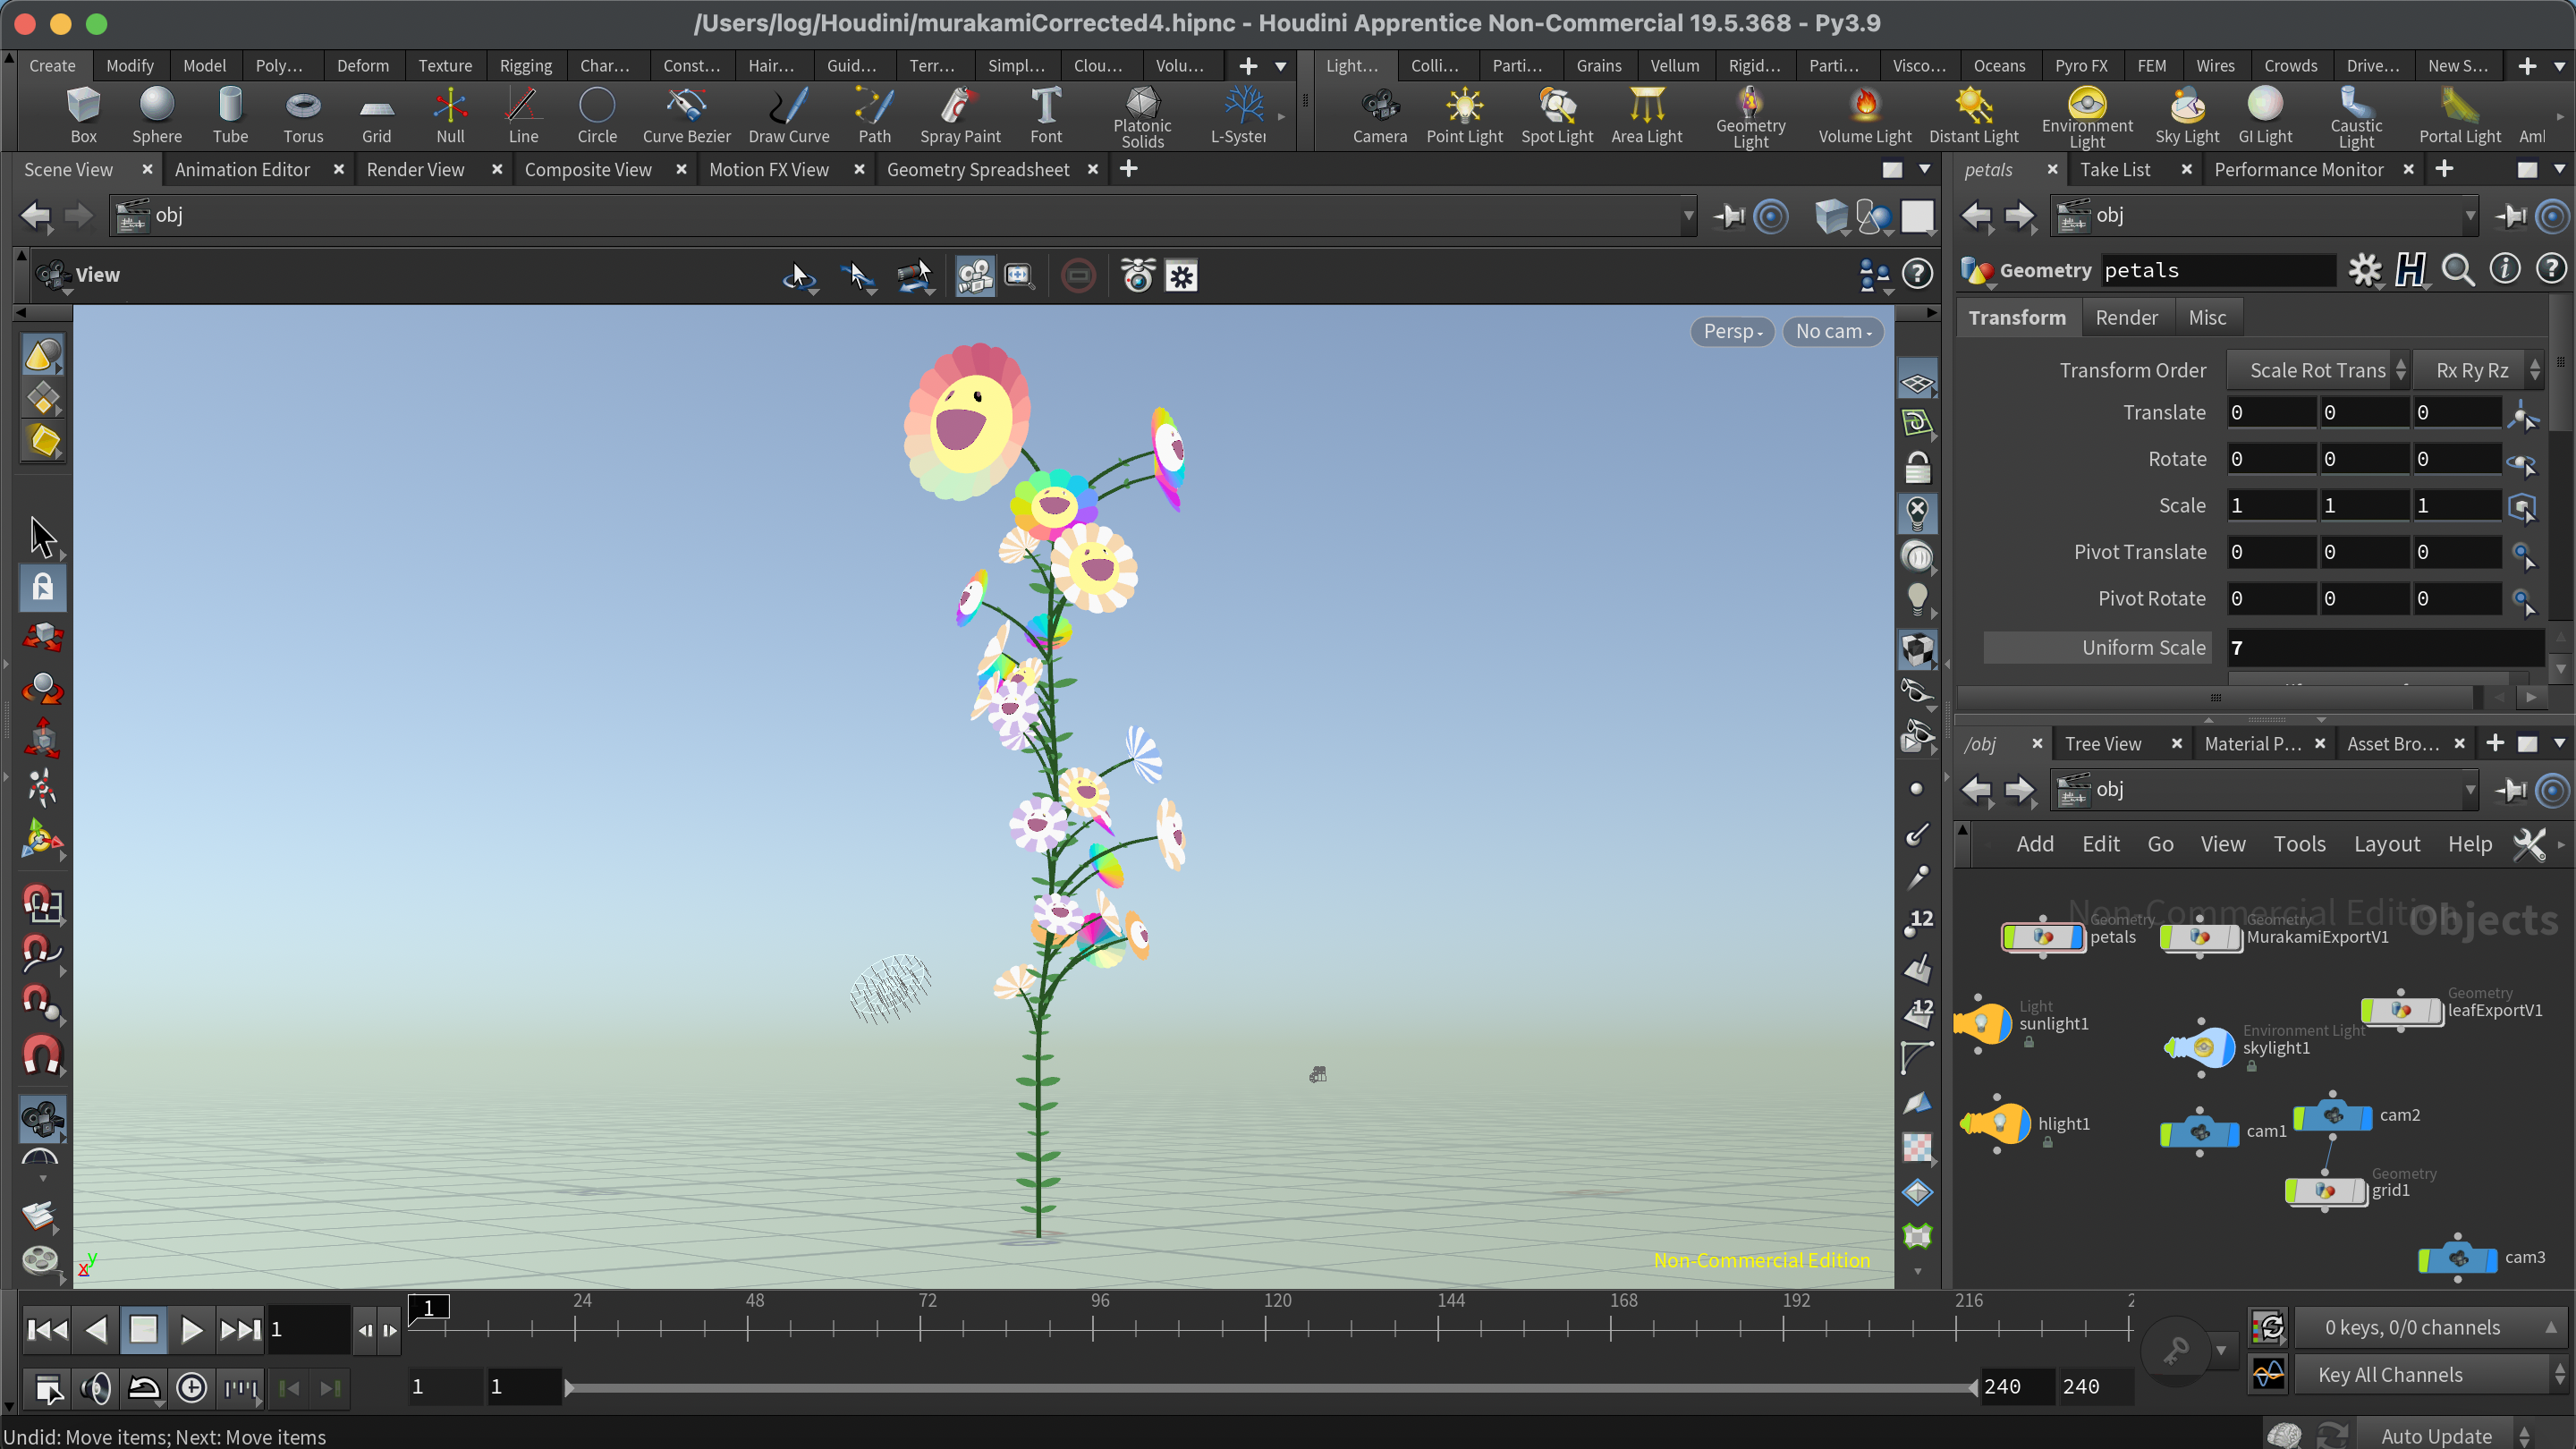 /Users/log/Houdini/murakamiCorrected4.hipnc - Houdini Apprentice Non-Commercial 19.5.368 - Py3.9
Create Modify Model Poly... Deform Texture Rigging Char... Const... Hair... Guid... Terr... Simpl... Clou... Volu...
Light... Colli... Parti... Grains Vellum Rigid... Parti... Visco... Oceans Pyro FX FEM Wires Crowds Drive... New S...
Box Sphere Tube Torus Grid Null Line Circle Curve Bezier Draw Curve Path Spray Paint Font Platonic Solids L-Syster
Camera Point Light Spot Light Area Light Geometry Light Volume Light Distant Light Environment Light Sky Light GI Light Caustic Light Portal Light Aml
Scene View Animation Editor Render View Composite View Motion FX View Geometry Spreadsheet
petals Take List Performance Monitor
obj
obj
View
Geometry petals
Persp No cam
Transform Render Misc
Transform Order Scale Rot Trans Rx Ry Rz
Translate 0 0 0
Rotate 0 0 0
Scale 1 1 1
Pivot Translate 0 0 0
Pivot Rotate 0 0 0
Uniform Scale 7
/obj Tree View Material P... Asset Bro...
obj
Add Edit Go View Tools Layout Help
Non-Commercial Edition Objects
Geometry
petals
Geometry
MurakamiExportV1
Geometry
leafExportV1
Light
sunlight1
Environment Light
skylight1
hlight1
cam1
cam2
Geometry
grid1
cam3
12
12
x y
Non-Commercial Edition
1 1 24 48 72 96 120 144 168 192 216 2
0 keys, 0/0 channels
1 1 240 240
Key All Channels
Undid: Move items; Next: Move items
Auto Update